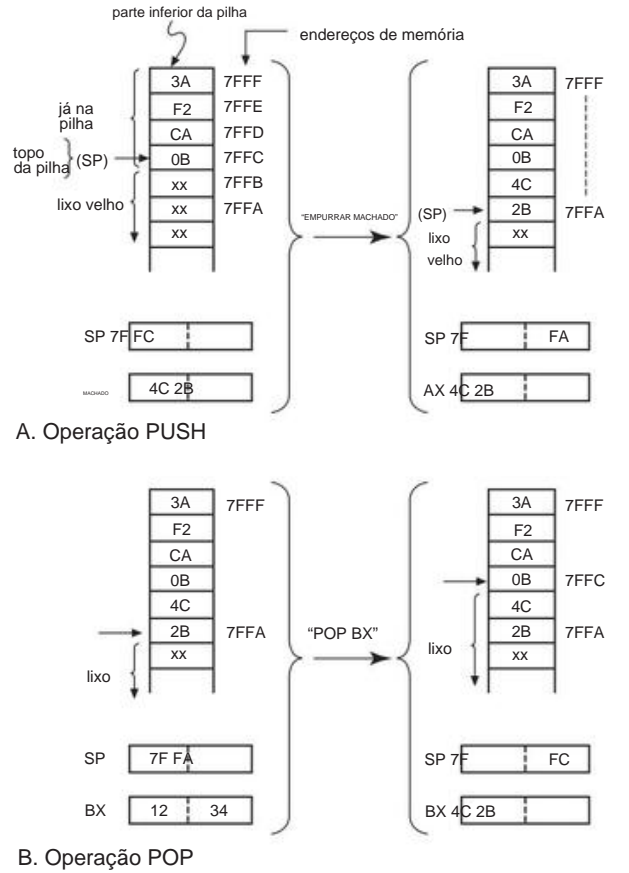 parte inferior da pilha
endereços de memória
3A 7FFF
F2 7FFE
CA 7FFD
0B 7FFC
xx 7FFB
xx 7FFA
xx
já na
pilha
topo
da pilha
(SP)
lixo velho
"EMPURRAR MACHADO"
3A 7FFF
F2
CA
0B
4C
2B 7FFA
xx
(SP)
lixo
velho
SP 7F FC
MACHADO 4C 2B
SP 7F FA
AX 4C 2B
A. Operação PUSH
3A 7FFF
F2
CA
0B
4C
2B 7FFA
xx
lixo
“POP BX”
3A 7FFF
F2
CA
0B 7FFC
4C
2B 7FFA
xx
lixo
SP 7F FA
BX 12 34
SP 7F FC
BX 4C 2B
B. Operação POP